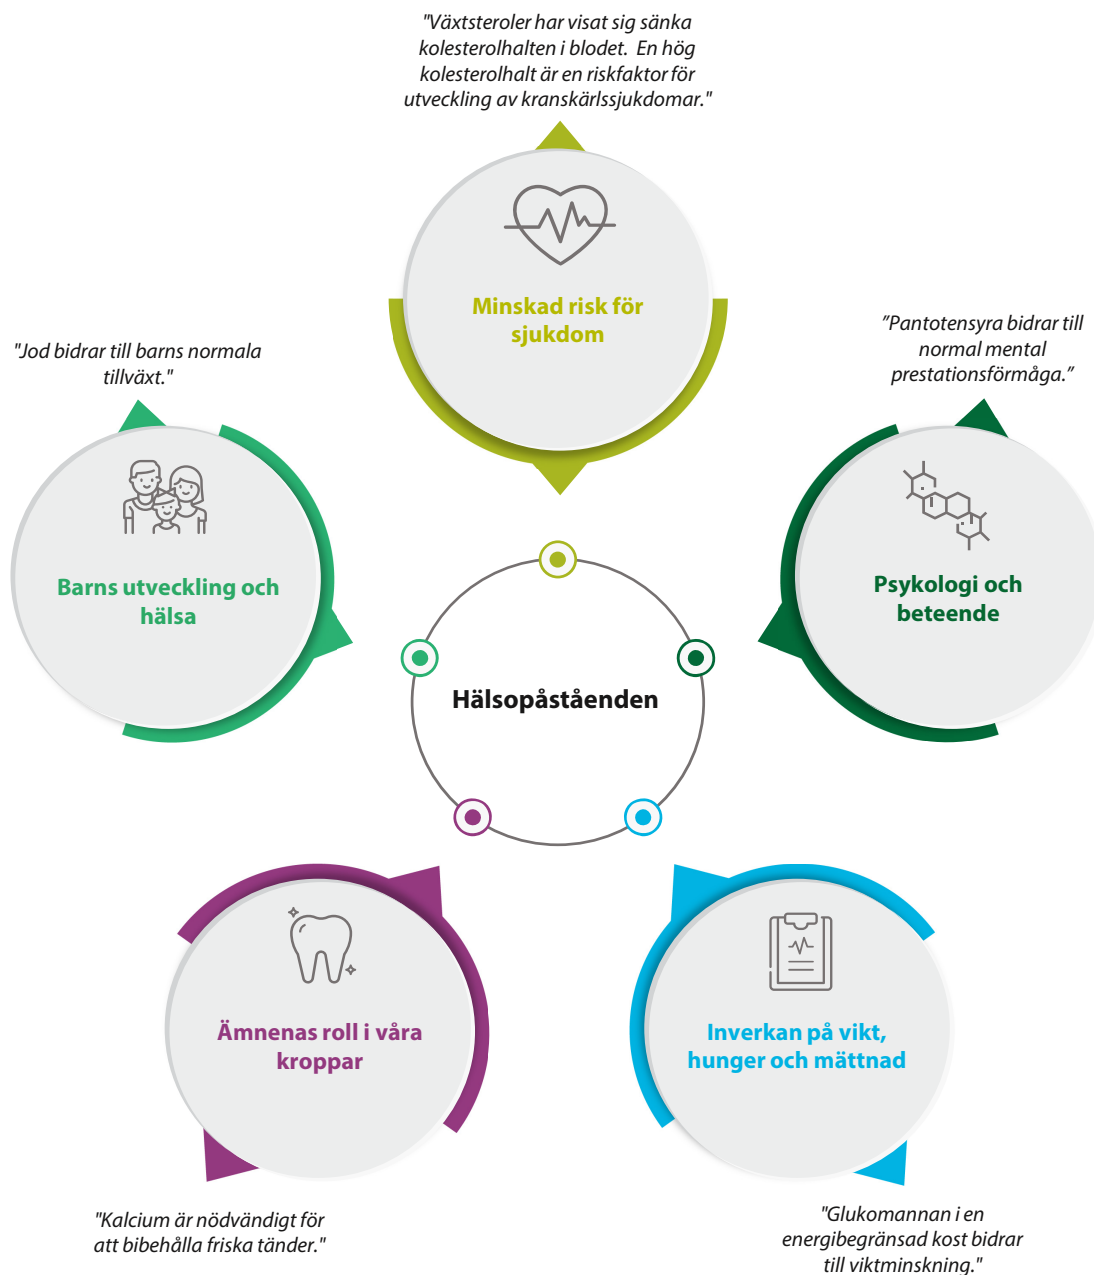 "Växtsteroler har visat sig sänka
kolesterolhalten i blodet. En hög
kolesterolhalt är en riskfaktor för
utveckling av kranskärlssjukdomar."
Minskad risk för
sjukdom
"Jod bidrar till barns normala
tillväxt."
”Pantotensyra bidrar till
normal mental
prestationsförmåga.”
Barns utveckling och
hälsa
Psykologi och
beteende
Hälsopåståenden
Ämnenas roll i våra
kroppar
Inverkan på vikt,
hunger och mättnad
"Kalcium är nödvändigt för
att bibehålla friska tänder."
"Glukomannan i en
energibegränsad kost bidrar
till viktminskning."